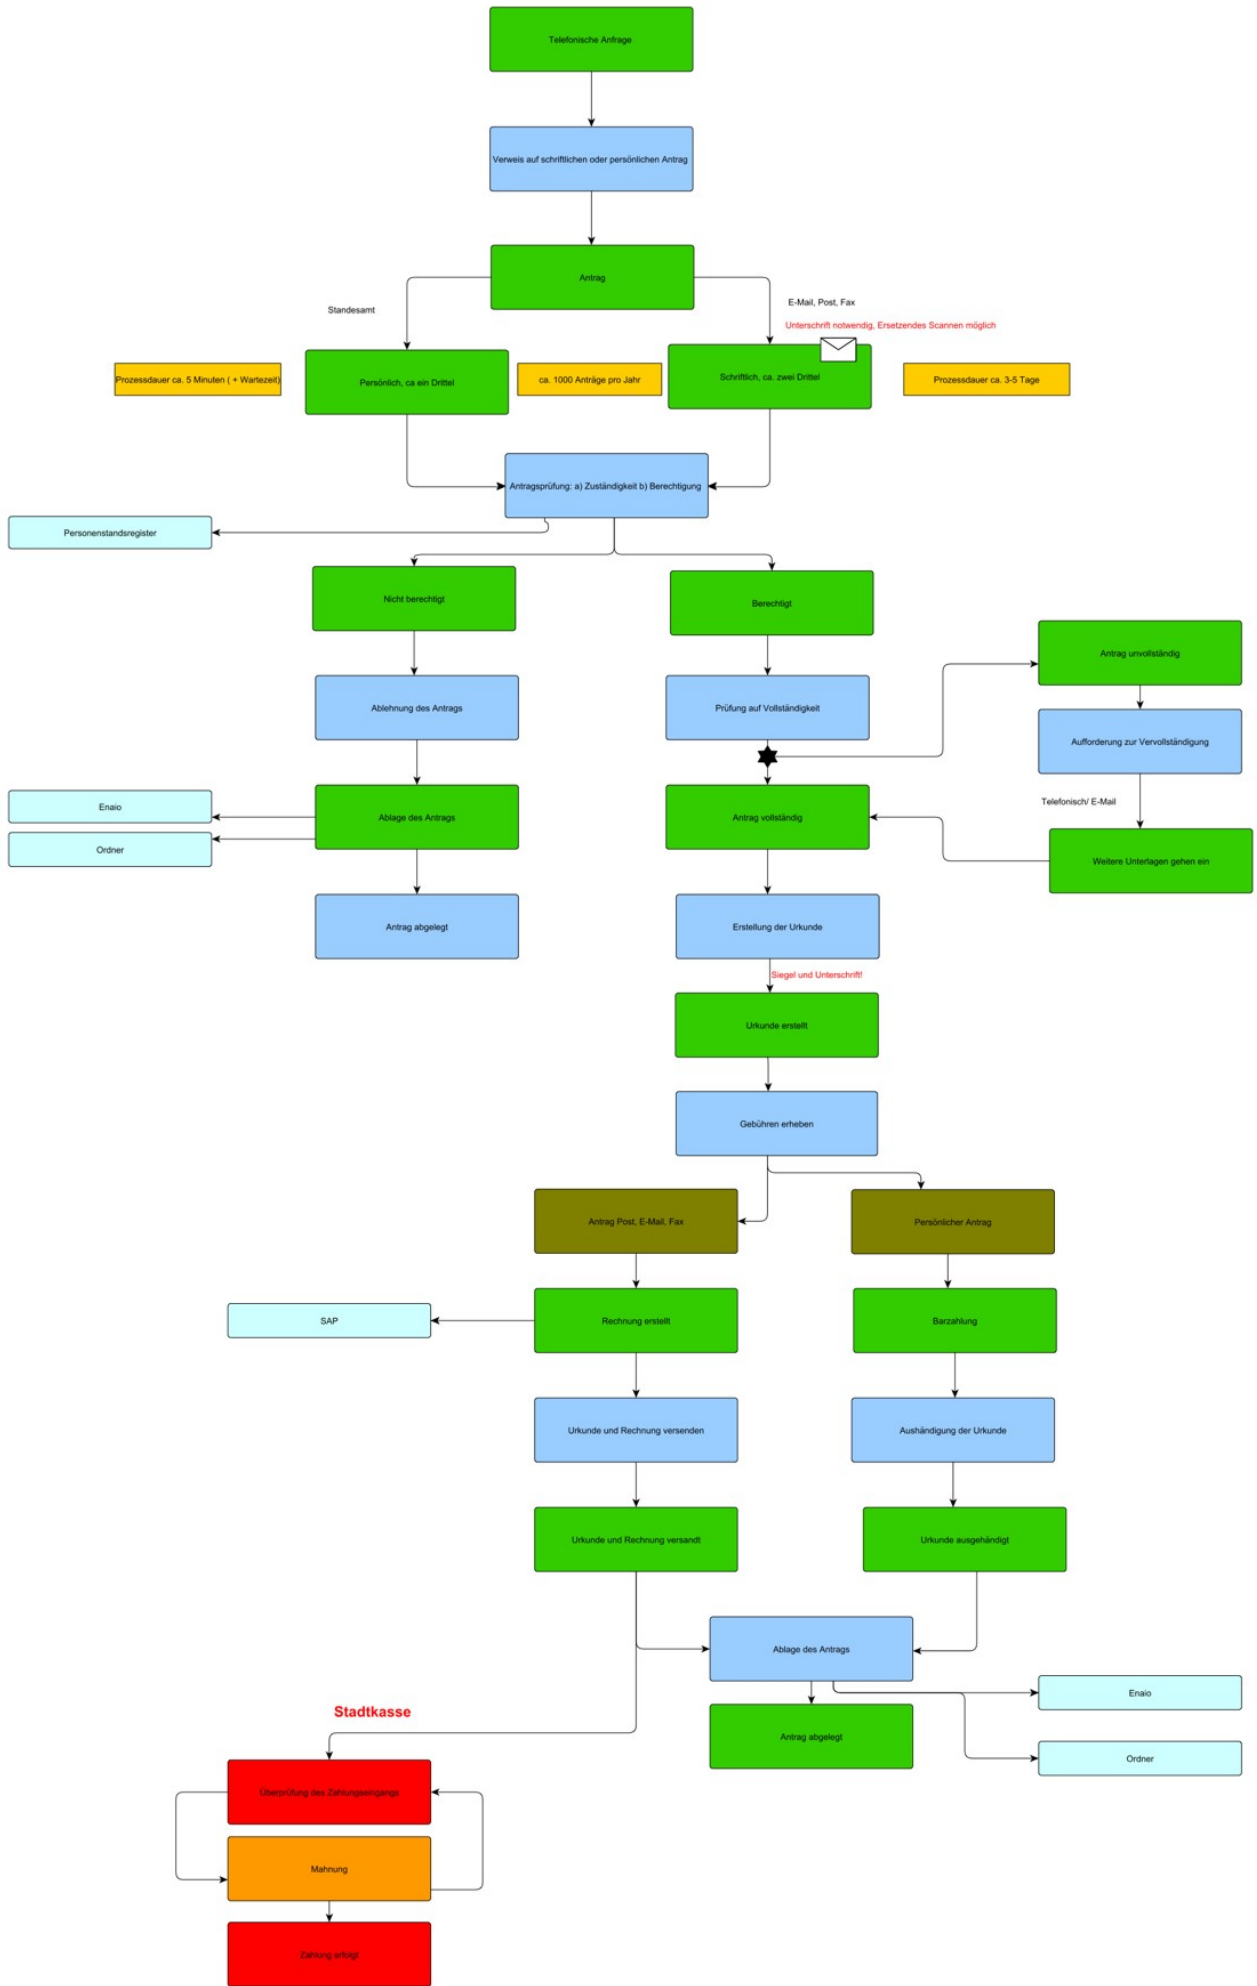 Telefonische Anfrage
Verweis auf schriftlichen oder persönlichen Antrag
Antrag
Standesamt
E-Mail, Post, Fax
Unterschrift notwendig, Ersetzendes Scannen möglich
Prozessdauer ca. 5 Minuten ( + Wartezeit)
Persönlich, ca ein Drittel
ca. 1000 Anträge pro Jahr
Schriftlich, ca. zwei Drittel
Prozessdauer ca. 3-5 Tage
Antragsprüfung: a) Zuständigkeit b) Berechtigung
Personenstandsregister
Nicht berechtigt
Berechtigt
Antrag unvollständig
Ablehnung des Antrags
Prüfung auf Vollständigkeit
Aufforderung zur Vervollständigung
Telefonisch/ E-Mail
Enaio
Ordner
Ablage des Antrags
Antrag vollständig
Weitere Unterlagen gehen ein
Antrag abgelegt
Erstellung der Urkunde
Siegel und Unterschrift!
Urkunde erstellt
Gebühren erheben
Antrag Post, E-Mail, Fax
Persönlicher Antrag
SAP
Rechnung erstellt
Barzahlung
Urkunde und Rechnung versenden
Aushändigung der Urkunde
Urkunde und Rechnung versandt
Urkunde ausgehändigt
Ablage des Antrags
Enaio
Stadtkasse
Antrag abgelegt
Ordner
Überprüfung des Zahlungseingangs
Mahnung
Zahlung erfolgt